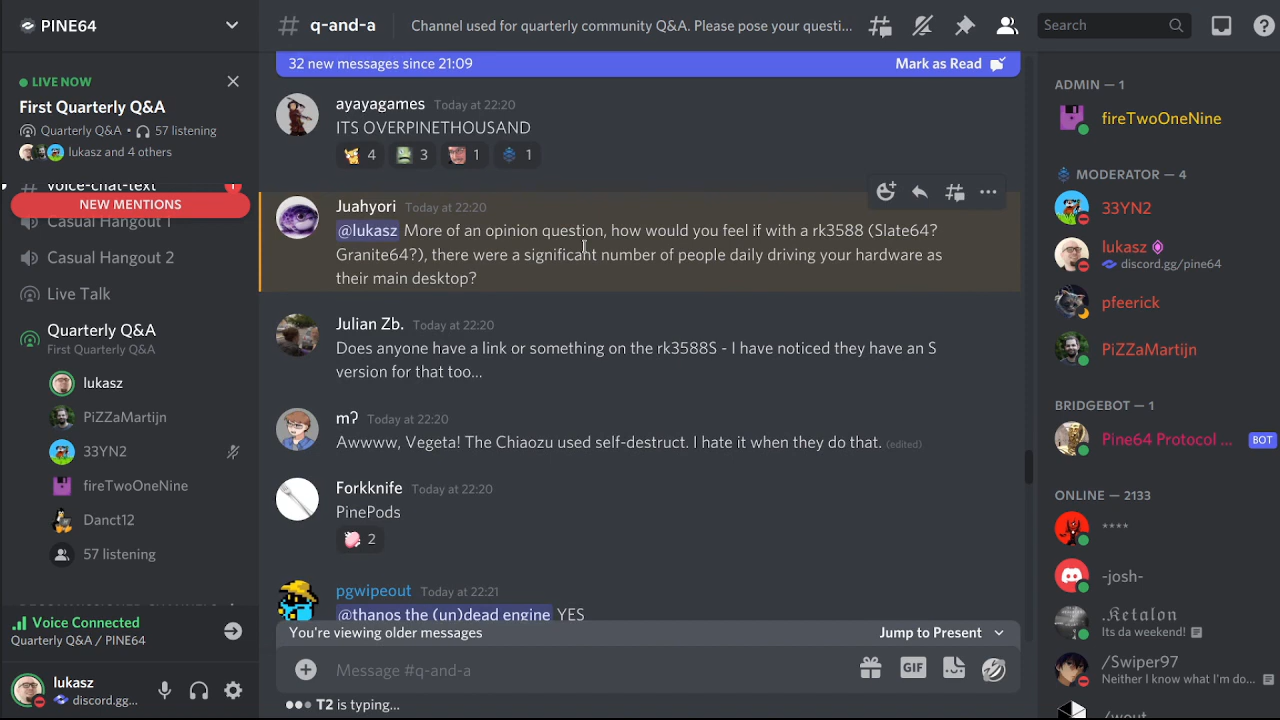 PINE64
LIVE NOW
First Quarterly Q&A
Quarterly Q&A • 57 listening
lukasz and 4 others
voice-chat-text
NEW MENTIONS
Casual Hangout 1
Casual Hangout 2
Live Talk
Quarterly Q&A
First Quarterly Q&A
lukasz
PiZZaMartijn
33YN2
fireTwoOneNine
Danct12
57 listening
Voice Connected
Quarterly Q&A / PINE64
lukasz
discord.gg...
# q-and-a
Channel used for quarterly community Q&A. Please pose your questi...
Search
32 new messages since 21:09
Mark as Read
ayayagames Today at 22:20
ITS OVERPINETHOUSAND
4 3 1 1
Juahyori Today at 22:20
@lukasz More of an opinion question, how would you feel if with a rk3588 (Slate64?
Granite64?), there were a significant number of people daily driving your hardware as
their main desktop?
Julian Zb. Today at 22:20
Does anyone have a link or something on the rk3588S - I have noticed they have an S
version for that too...
m? Today at 22:20
Awwww, Vegeta! The Chiaozu used self-destruct. I hate it when they do that. (edited)
Forkknife Today at 22:20
PinePods
2
pgwipeout Today at 22:21
@thanos the (un)dead engine YES
You're viewing older messages
Jump to Present
Message #q-and-a
GIF
T2 is typing...
ADMIN — 1
fireTwoOneNine
MODERATOR — 4
33YN2
lukasz
discord.gg/pine64
pfeerick
PiZZaMartijn
BRIDGEBOT — 1
Pine64 Protocol ...
BOT
ONLINE — 2133
****
-josh-
.𝔎𝔢𝔱𝔞𝔩𝔬𝔫
Its da weekend!
/Swiper97
Neither I know what I'm do...